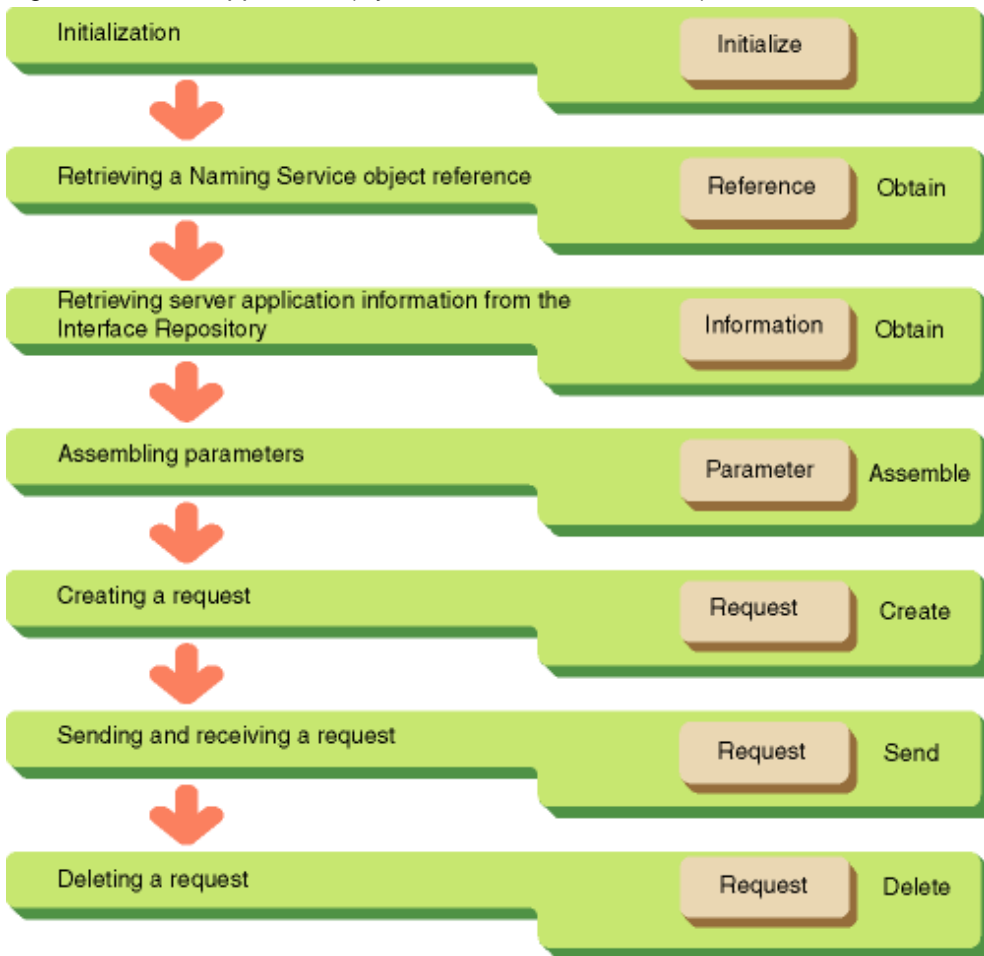 Initialization
Initialize
Retrieving a Naming Service object reference
Reference
Obtain
Retrieving server application information from the
Interface Repository
Information
Obtain
Assembling parameters
Parameter
Assemble
Creating a request
Request
Create
Sending and receiving a request
Request
Send
Deleting a request
Request
Delete